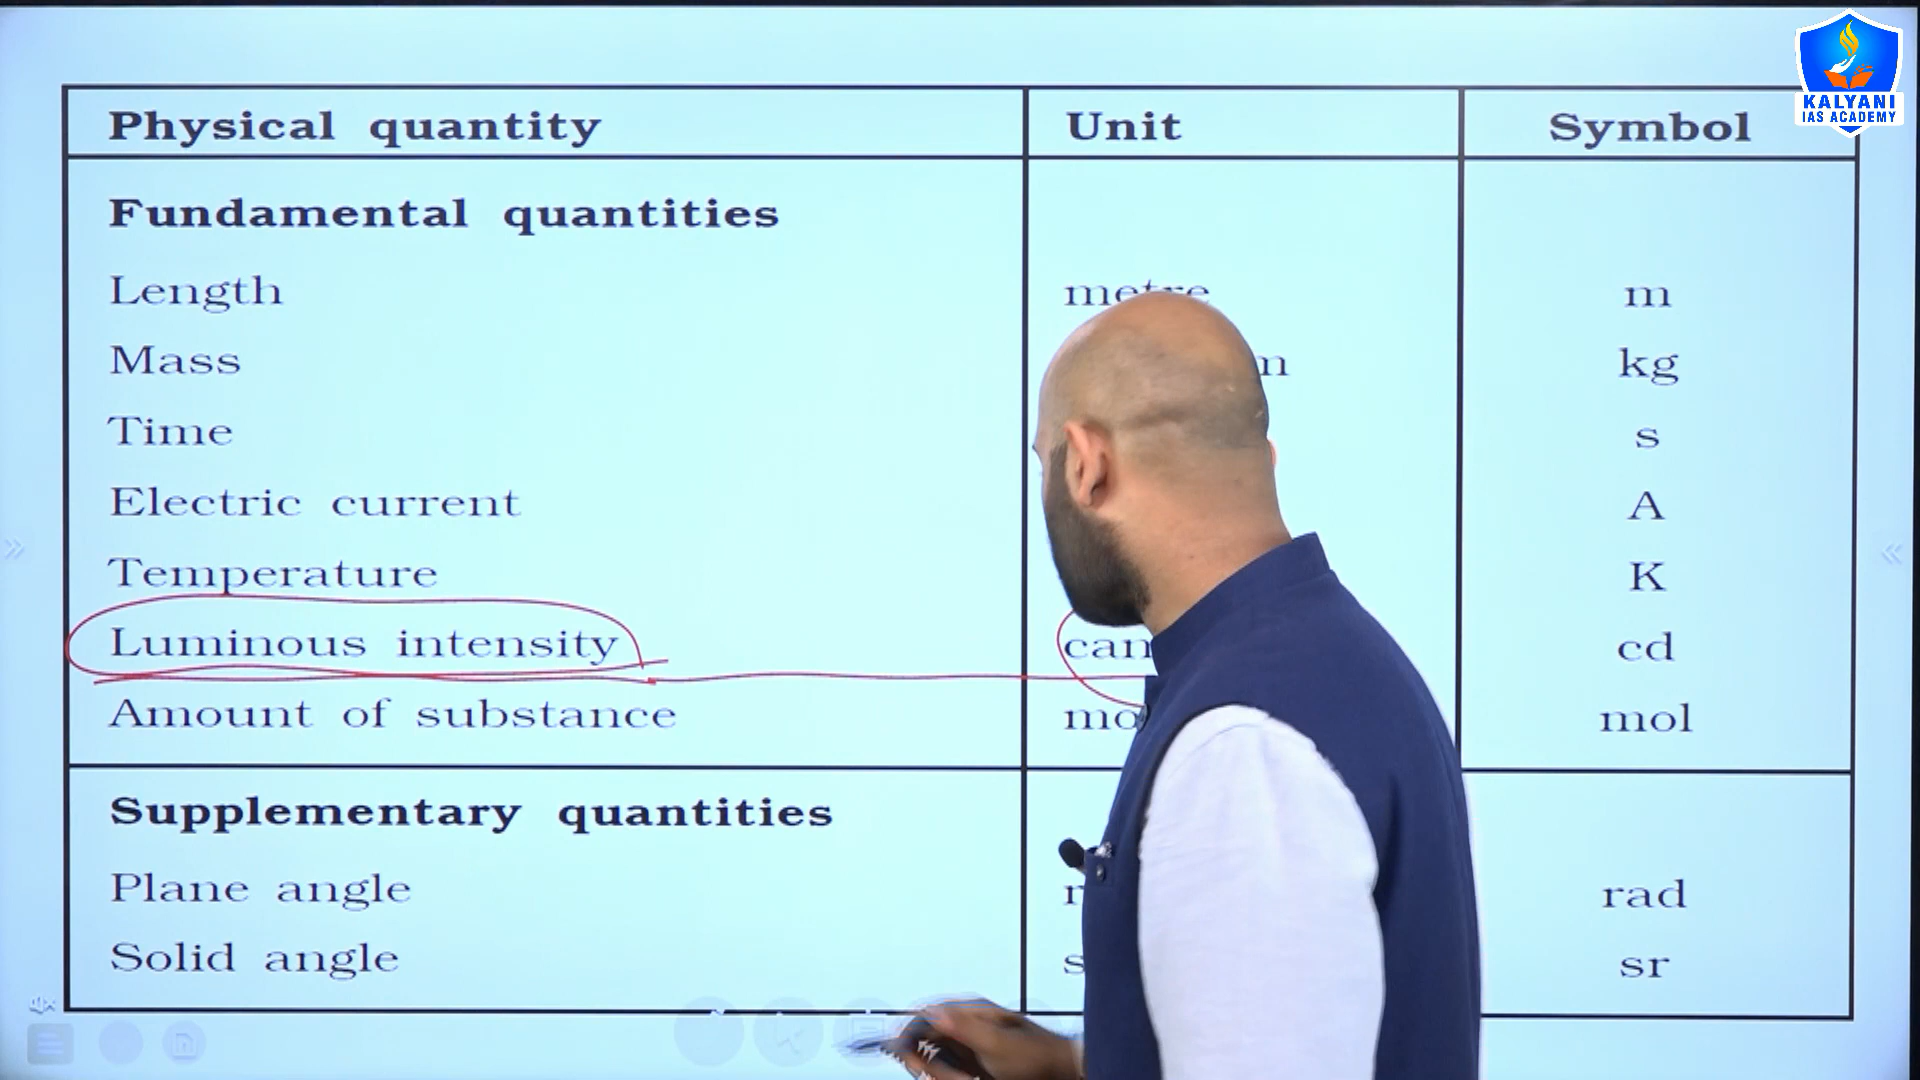 KALYANI
IAS ACADEMY
Physical quantity Unit Symbol
Fundamental quantities
Length metre m
Mass kg
Time s
Electric current A
Temperature K
Luminous intensity cd
Amount of substance mol
Supplementary quantities
Plane angle rad
Solid angle sr